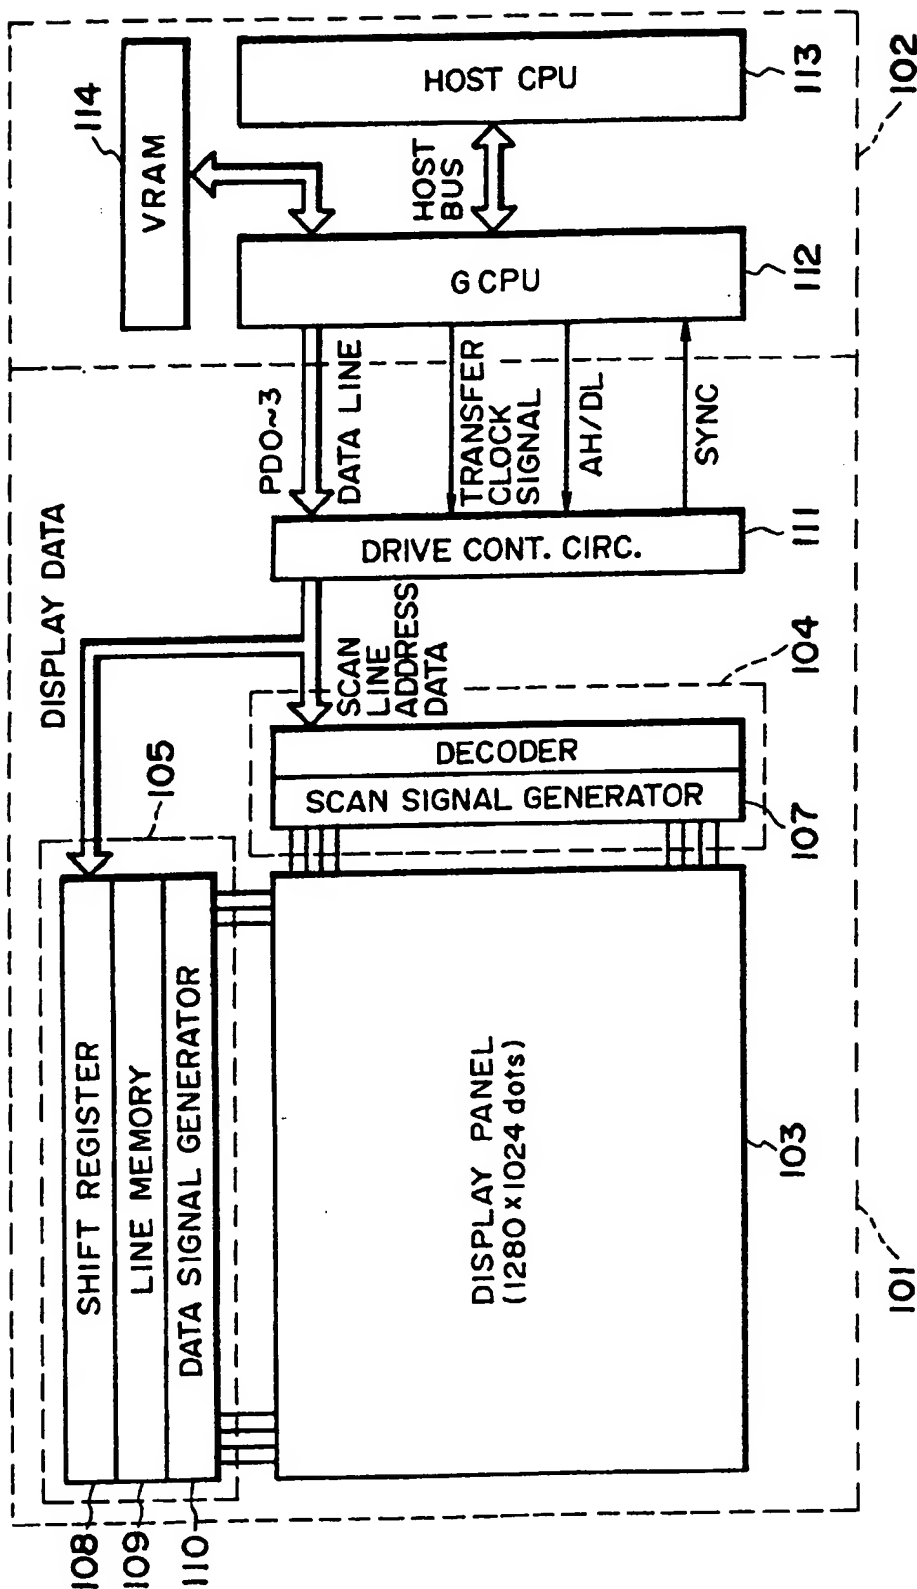 114
VRAM
HOST CPU
113
102
HOST
BUS
G CPU
112
PD0~3
DATA LINE
TRANSFER
CLOCK
SIGNAL
AH/DL
SYNC
DISPLAY DATA
DRIVE CONT. CIRC.
111
SCAN
LINE
ADDRESS
DATA
104
105
DECODER
SCAN SIGNAL GENERATOR
107
SHIFT REGISTER
LINE MEMORY
DATA SIGNAL GENERATOR
108
109
110
DISPLAY PANEL
(1280 × 1024 dots)
103
101